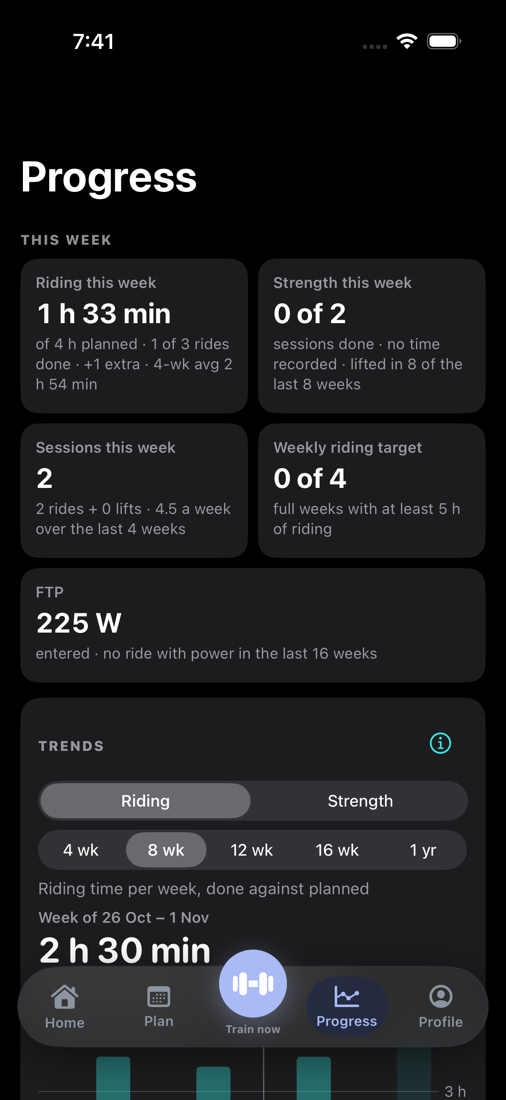 7:41
Progress
THIS WEEK
Riding this week
1 h 33 min
of 4 h planned · 1 of 3 rides
done · +1 extra · 4-wk avg 2
h 54 min
Strength this week
0 of 2
sessions done · no time
recorded · lifted in 8 of the
last 8 weeks
Sessions this week
2
2 rides + 0 lifts · 4.5 a week
over the last 4 weeks
Weekly riding target
0 of 4
full weeks with at least 5 h
of riding
FTP
225 W
entered · no ride with power in the last 16 weeks
TRENDS
Riding
Strength
4 wk
8 wk
12 wk
16 wk
1 yr
Riding time per week, done against planned
Week of 26 Oct – 1 Nov
2 h 30 min
Home
Plan
Train now
Progress
Profile
3 h